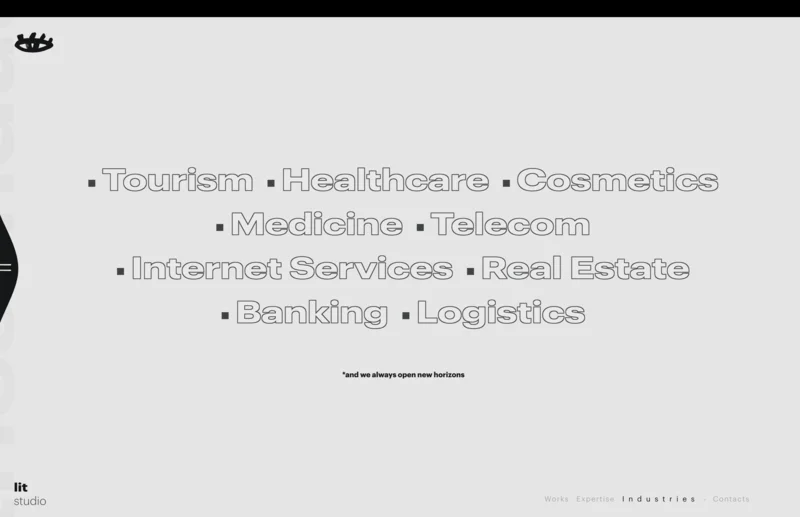 ▪Tourism ▪Healthcare ▪Cosmetics
▪Medicine ▪Telecom
▪Internet Services ▪Real Estate
▪Banking ▪Logistics
*and we always open new horizons
lit
studio
Works Expertise Industries - Contacts